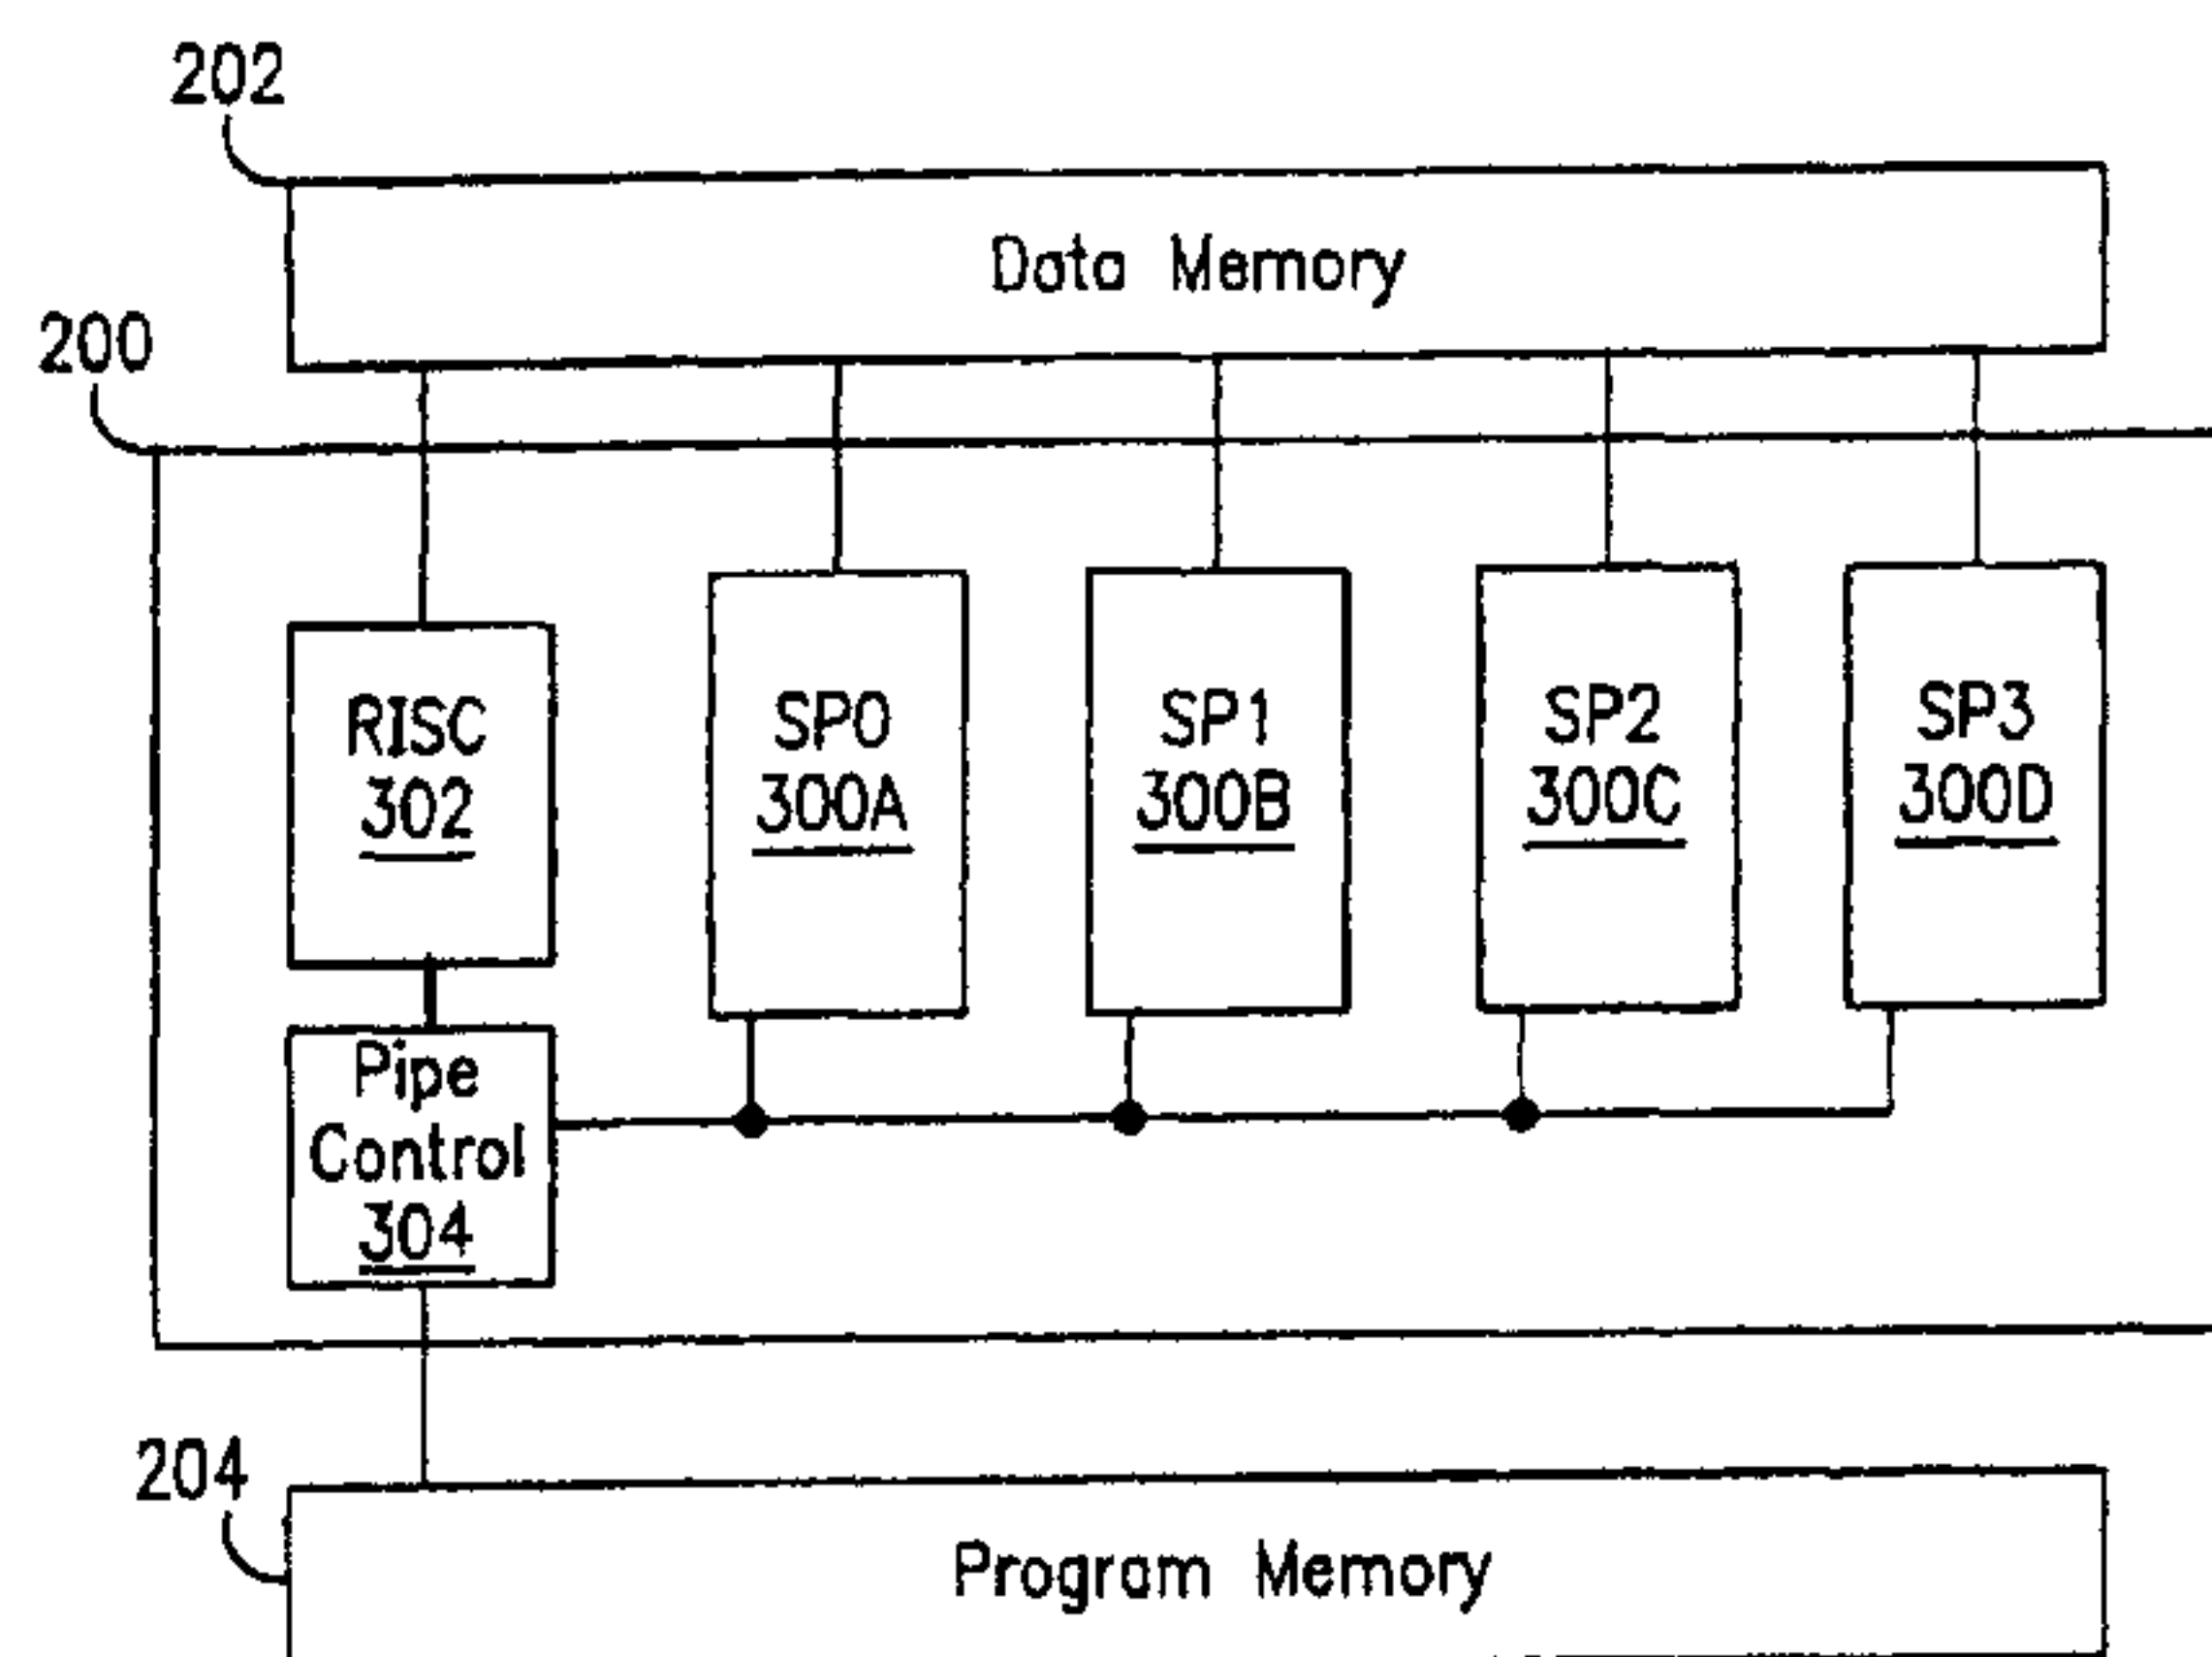 202
Data Memory
200
RISC
302
SP0
300A
SP1
300B
SP2
300C
SP3
300D
Pipe
Control
304
204
Program Memory